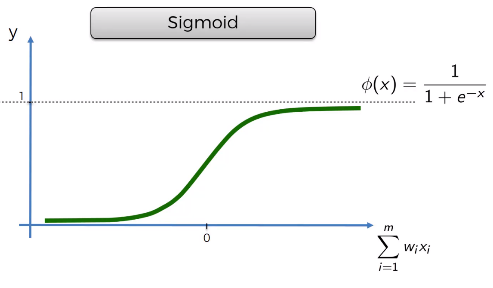 Sigmoid
y
ϕ(x) = 1 / (1 + e^{-x})
1
0
∑_{i=1}^{m} w_i x_i